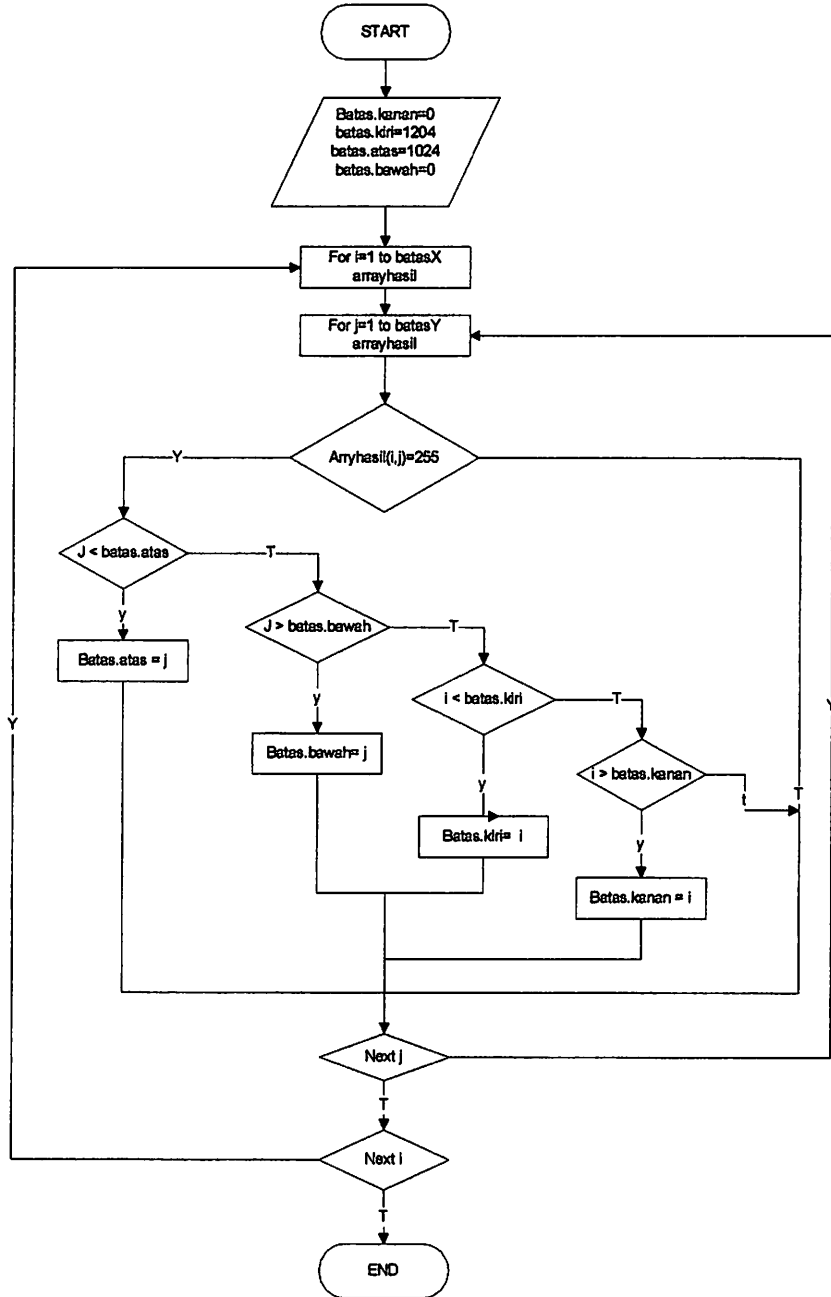 START
Batas.kanan=0
batas.kiri=1204
batas.atas=1024
batas.bawah=0
For i=1 to batasX
arrayhasil
For j=1 to batasY
arrayhasil
Arryhasil(i,j)=255
Y
J < batas.atas
T
y
J > batas.bawah
T
Batas.atas = j
y
i < batas.kiri
T
Y
Y
Batas.bawah= j
y
i > batas.kanan
t
T
Batas.kiri= i
y
Batas.kanan = i
Next j
T
Next i
T
END